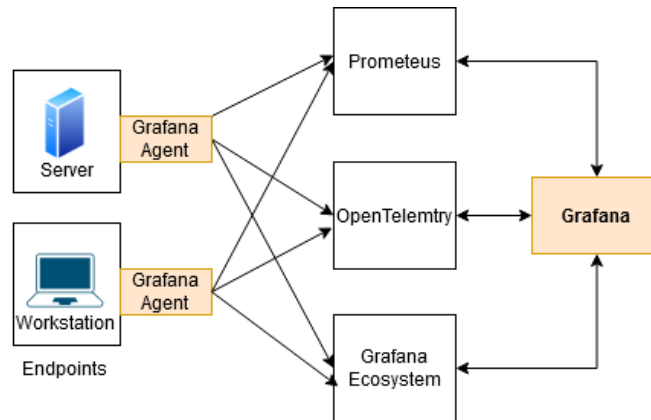 Prometeus
Grafana
Agent
Server
OpenTelemtry
Grafana
Grafana
Agent
Workstation
Grafana
Ecosystem
Endpoints